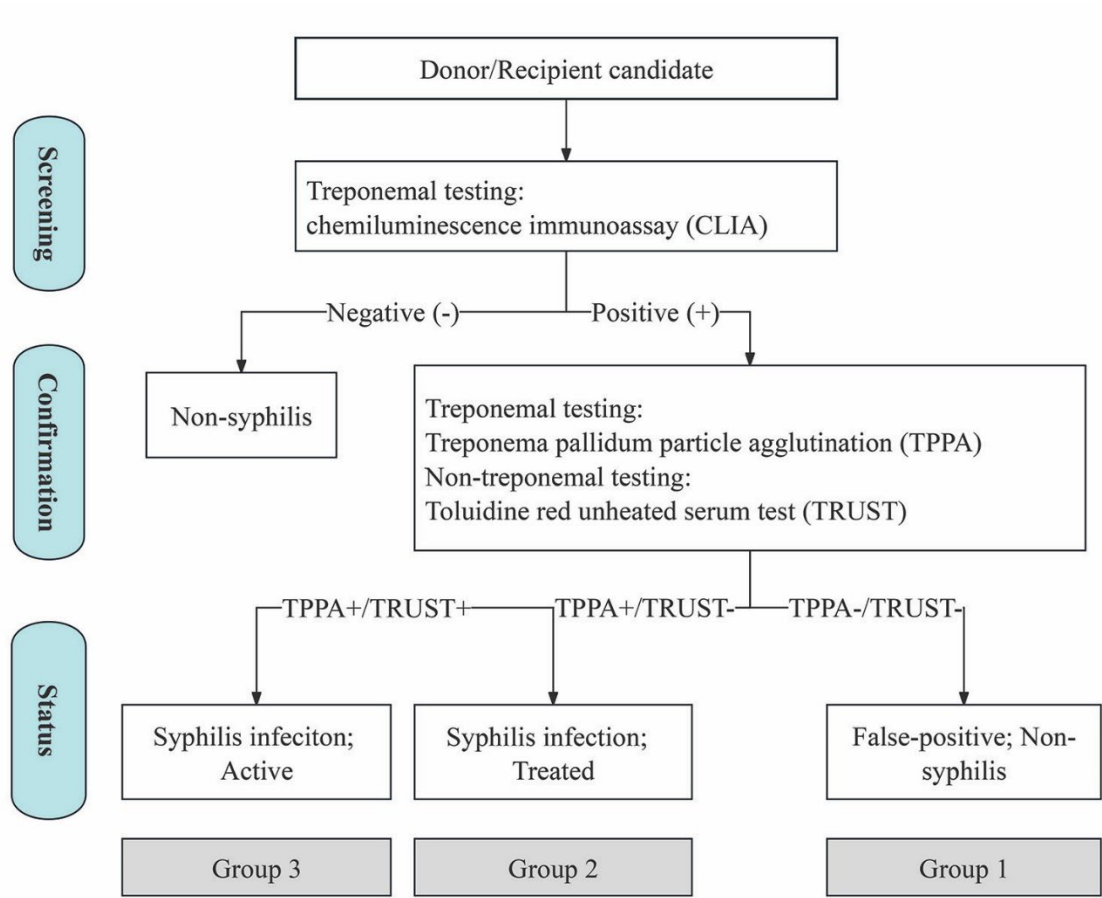 Donor/Recipient candidate
Screening
Treponemal testing:
chemiluminescence immunoassay (CLIA)
Negative (-)
Positive (+)
Confirmation
Non-syphilis
Treponemal testing:
Treponema pallidum particle agglutination (TPPA)
Non-treponemal testing:
Toluidine red unheated serum test (TRUST)
TPPA+/TRUST+
TPPA+/TRUST-
TPPA-/TRUST-
Status
Syphilis infeciton;
Active
Syphilis infection;
Treated
False-positive; Non-
syphilis
Group 3
Group 2
Group 1